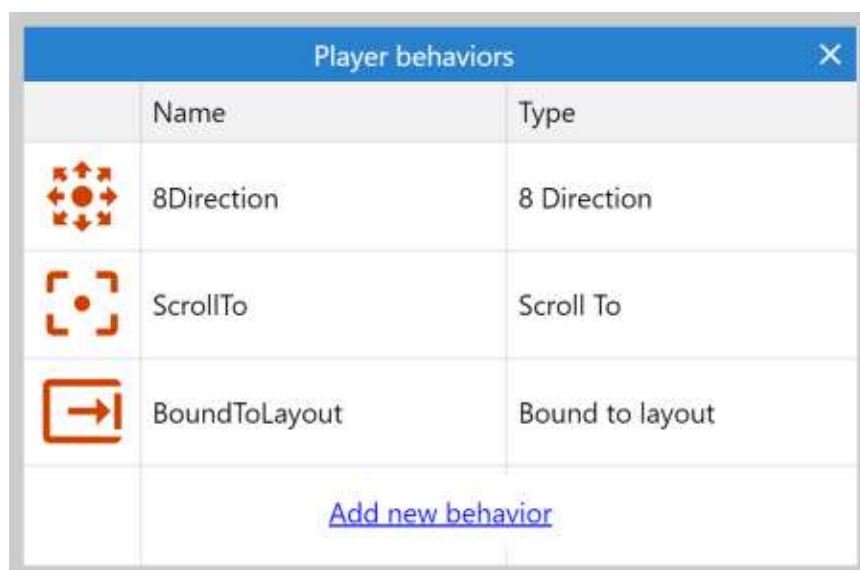 Player behaviors
Name Type
8Direction 8 Direction
ScrollTo Scroll To
BoundToLayout Bound to layout
Add new behavior